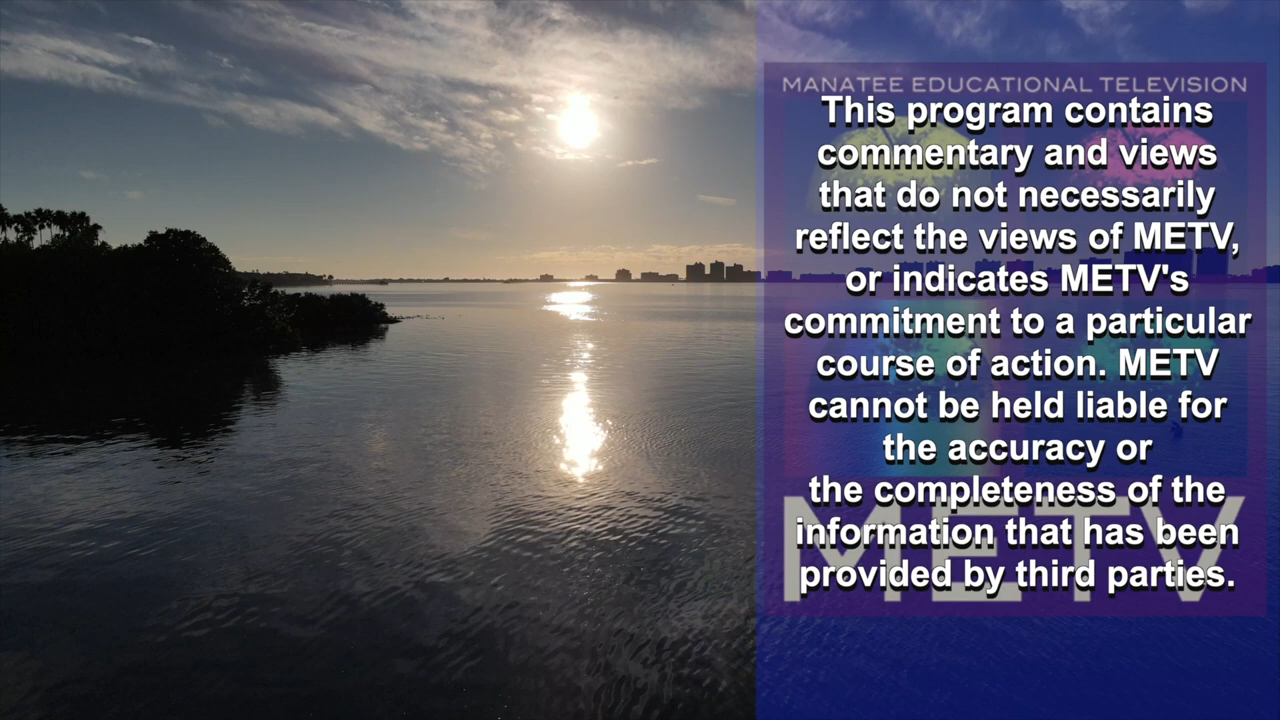 MANATEE EDUCATIONAL TELEVISION
This program contains
commentary and views
that do not necessarily
reflect the views of METV,
or indicates METV's
commitment to a particular
course of action. METV
cannot be held liable for
the accuracy or
the completeness of the
information that has been
provided by third parties.
METV